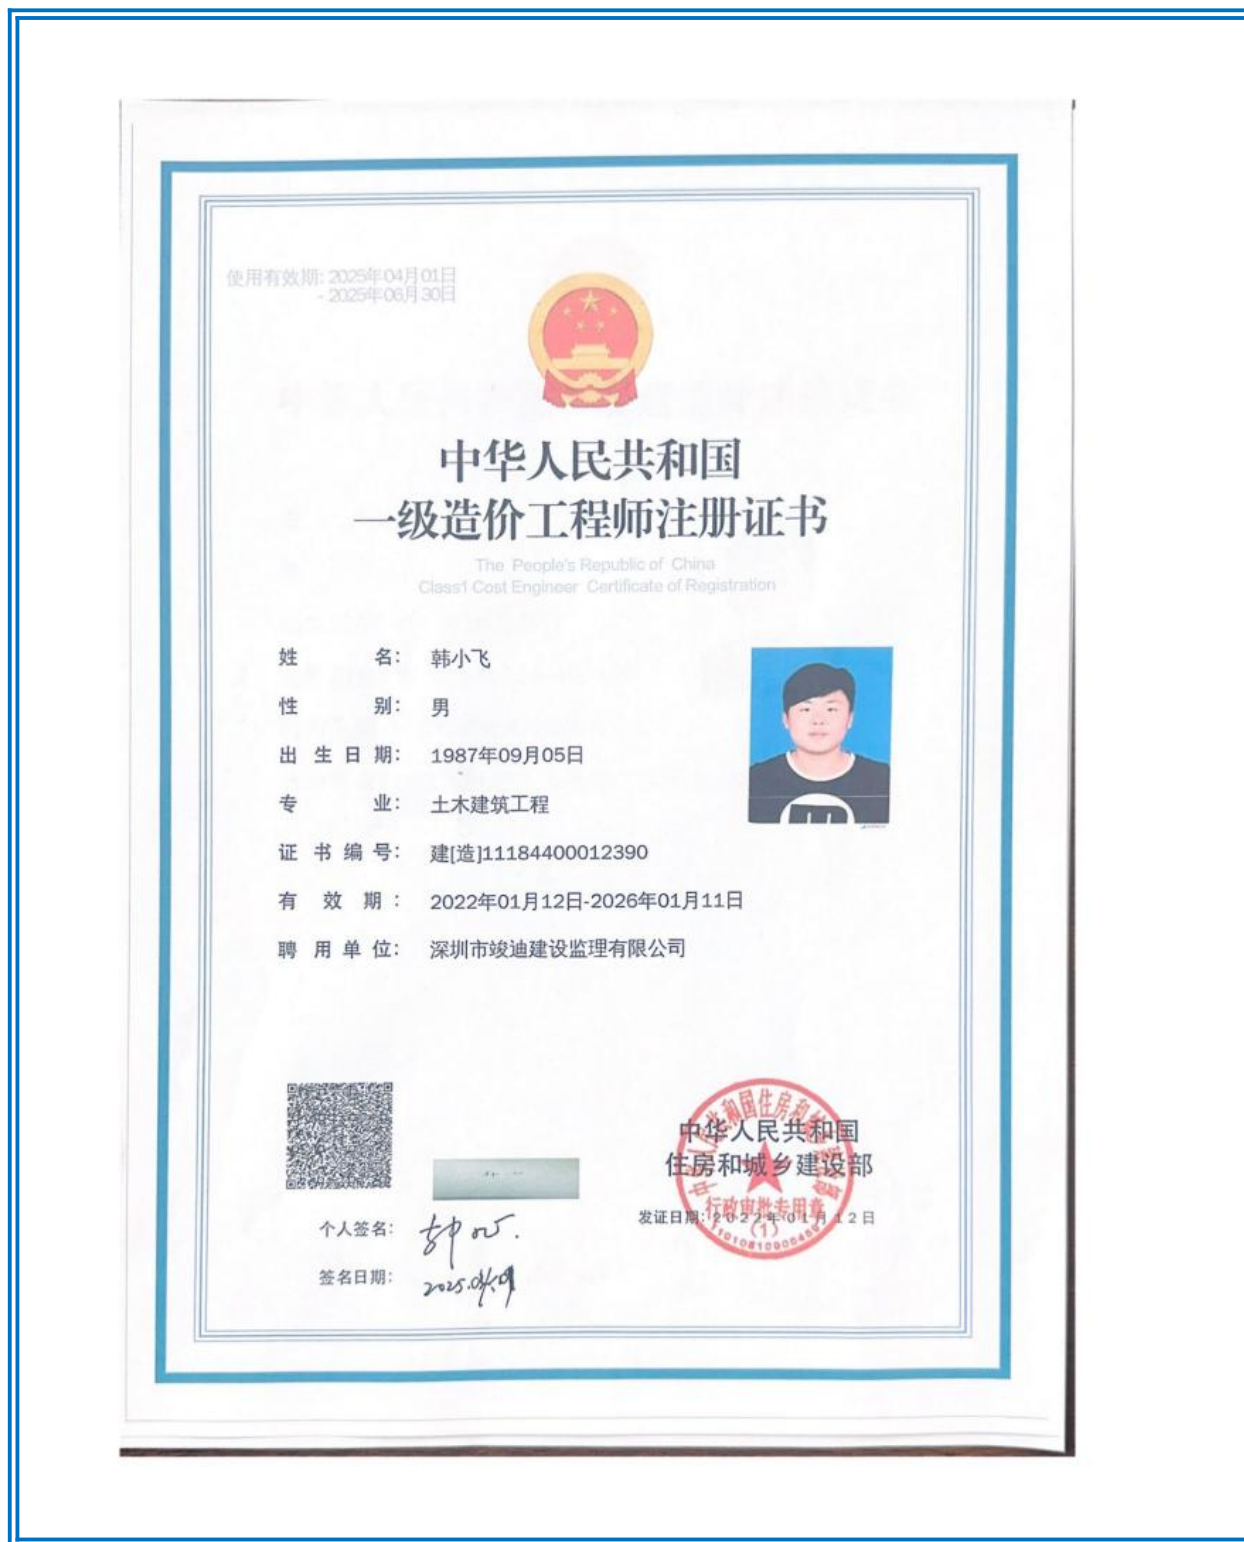 使用有效期: 2025年04月01日
- 2025年06月30日
中华人民共和国
一级造价工程师注册证书
The People's Republic of China
Class1 Cost Engineer Certificate of Registration
姓 名: 韩小飞
性 别: 男
出 生 日 期: 1987年09月05日
专 业: 土木建筑工程
证 书 编 号: 建[造]11184400012390
有 效 期: 2022年01月12日-2026年01月11日
聘 用 单 位: 深圳市竣迪建设监理有限公司
中华人民共和国
住房和城乡建设部
行政审批专用章
(1)
发证日期: 2022年01月12日
个人签名:
签名日期: